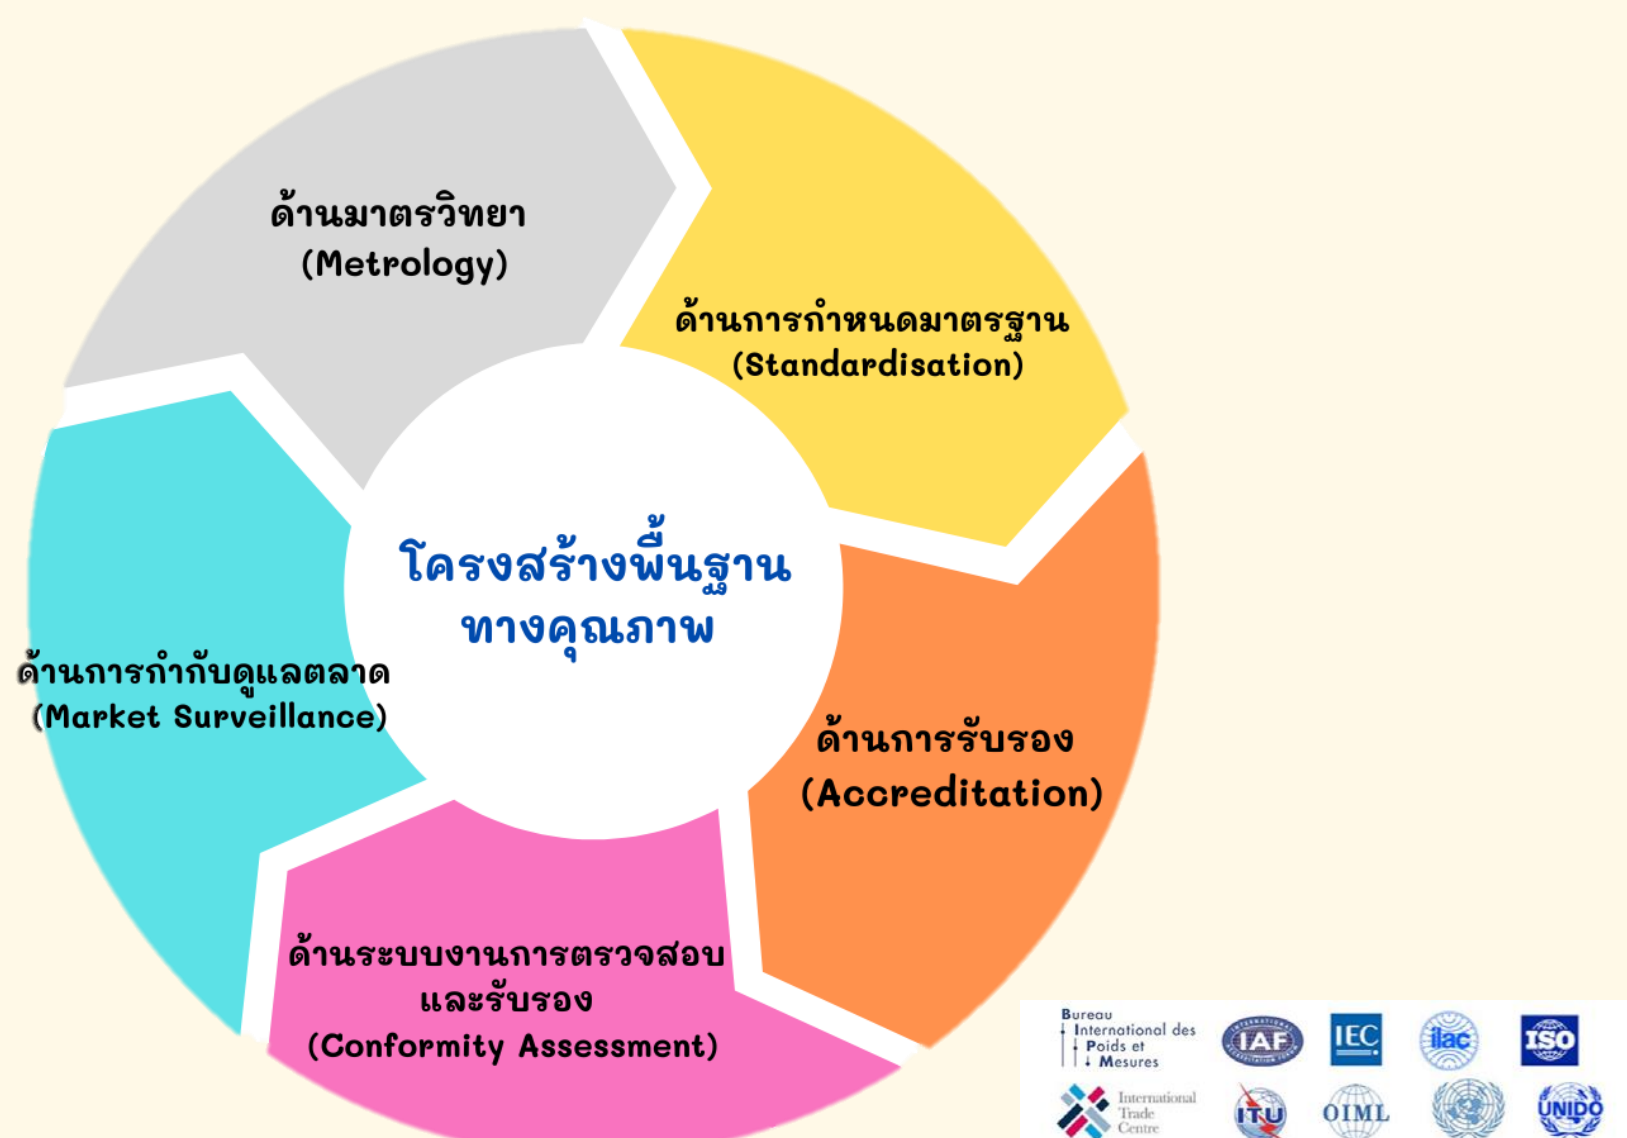 ด้านมาตรวิทยา
(Metrology)
ด้านการกำหนดมาตรฐาน
(Standardisation)
โครงสร้างพื้นฐาน
ทางคุณภาพ
ด้านการกำกับดูแลตลาด
(Market Surveillance)
ด้านการรับรอง
(Accreditation)
ด้านระบบงานการตรวจสอบ
และรับรอง
(Conformity Assessment)
Bureau
International des
Poids et
Mesures
IAF
IEC
ilac
ISO
International
Trade
Centre
ITU
OIML
UNIDO